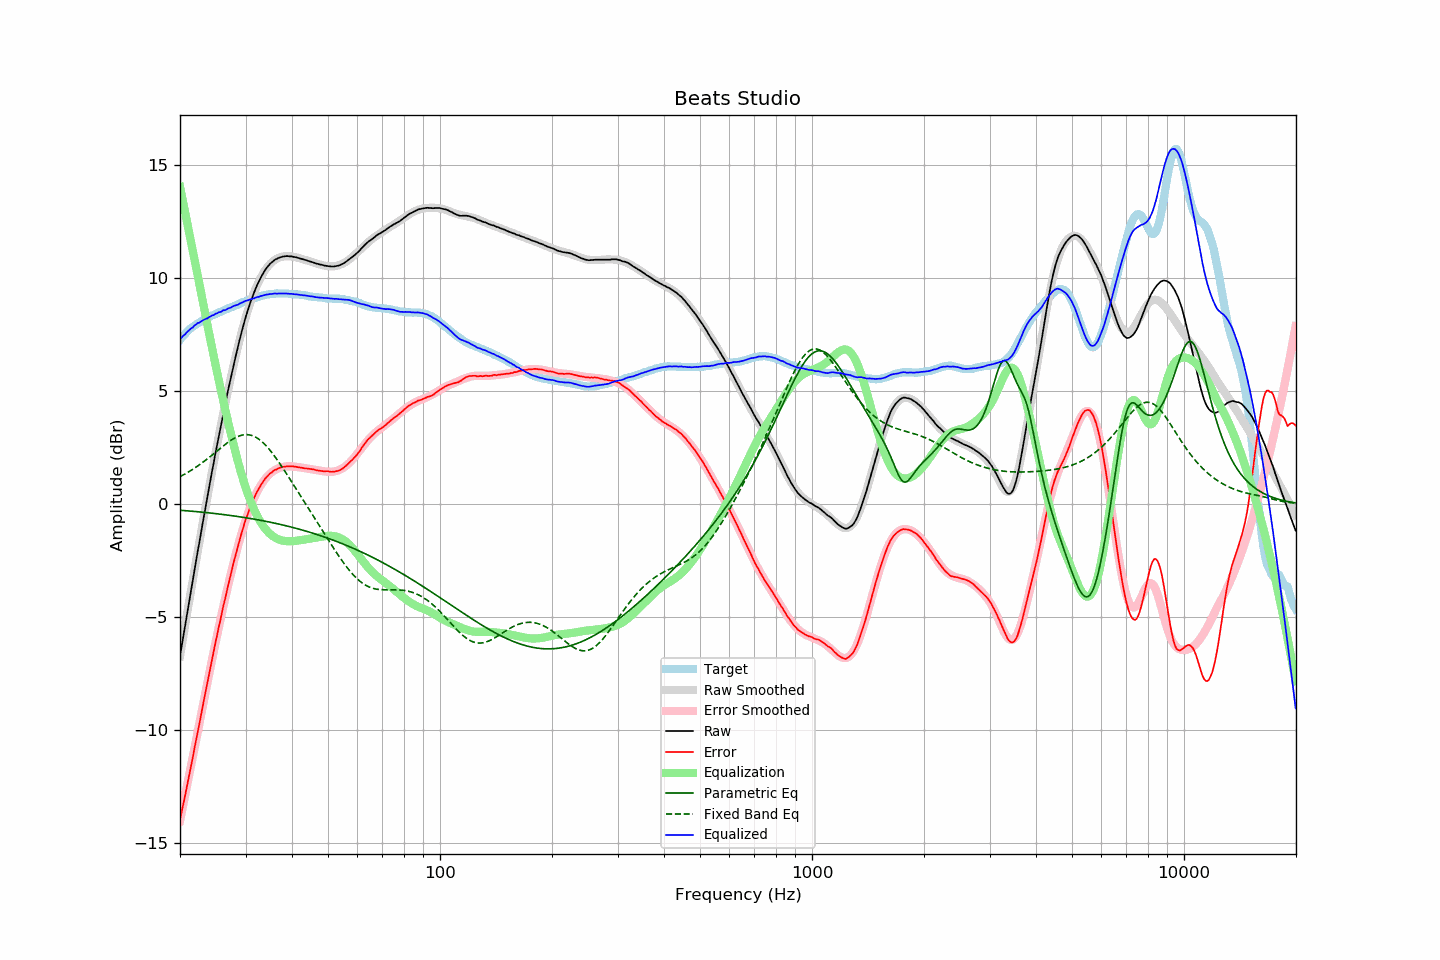 Beats Studio
Amplitude (dBr)
15
10
5
0
−5
−10
−15
Target
Raw Smoothed
Error Smoothed
Raw
Error
Equalization
Parametric Eq
Fixed Band Eq
Equalized
100
1000
10000
Frequency (Hz)